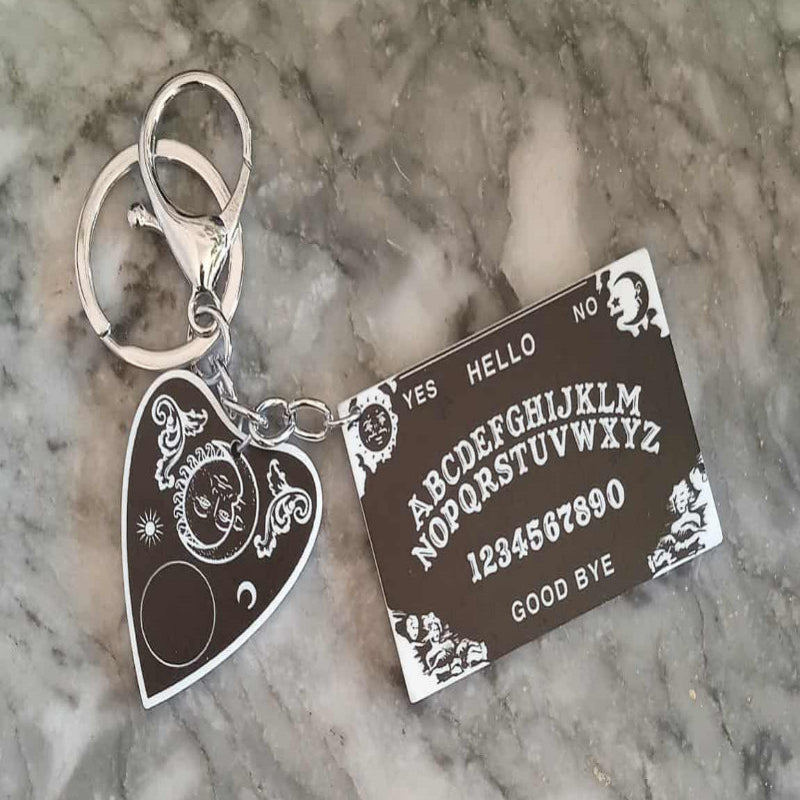 YES HELLO NO
ABCDEFGHIJKLM
NOPQRSTUVWXYZ
1234567890
GOOD BYE